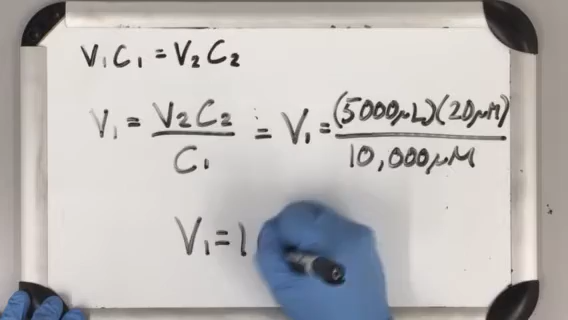 V₁C₁ = V₂C₂
V₁ = V₂C₂ / C₁ = V₁ = (5000µL)(20µM) / 10,000µM
V₁ = 1